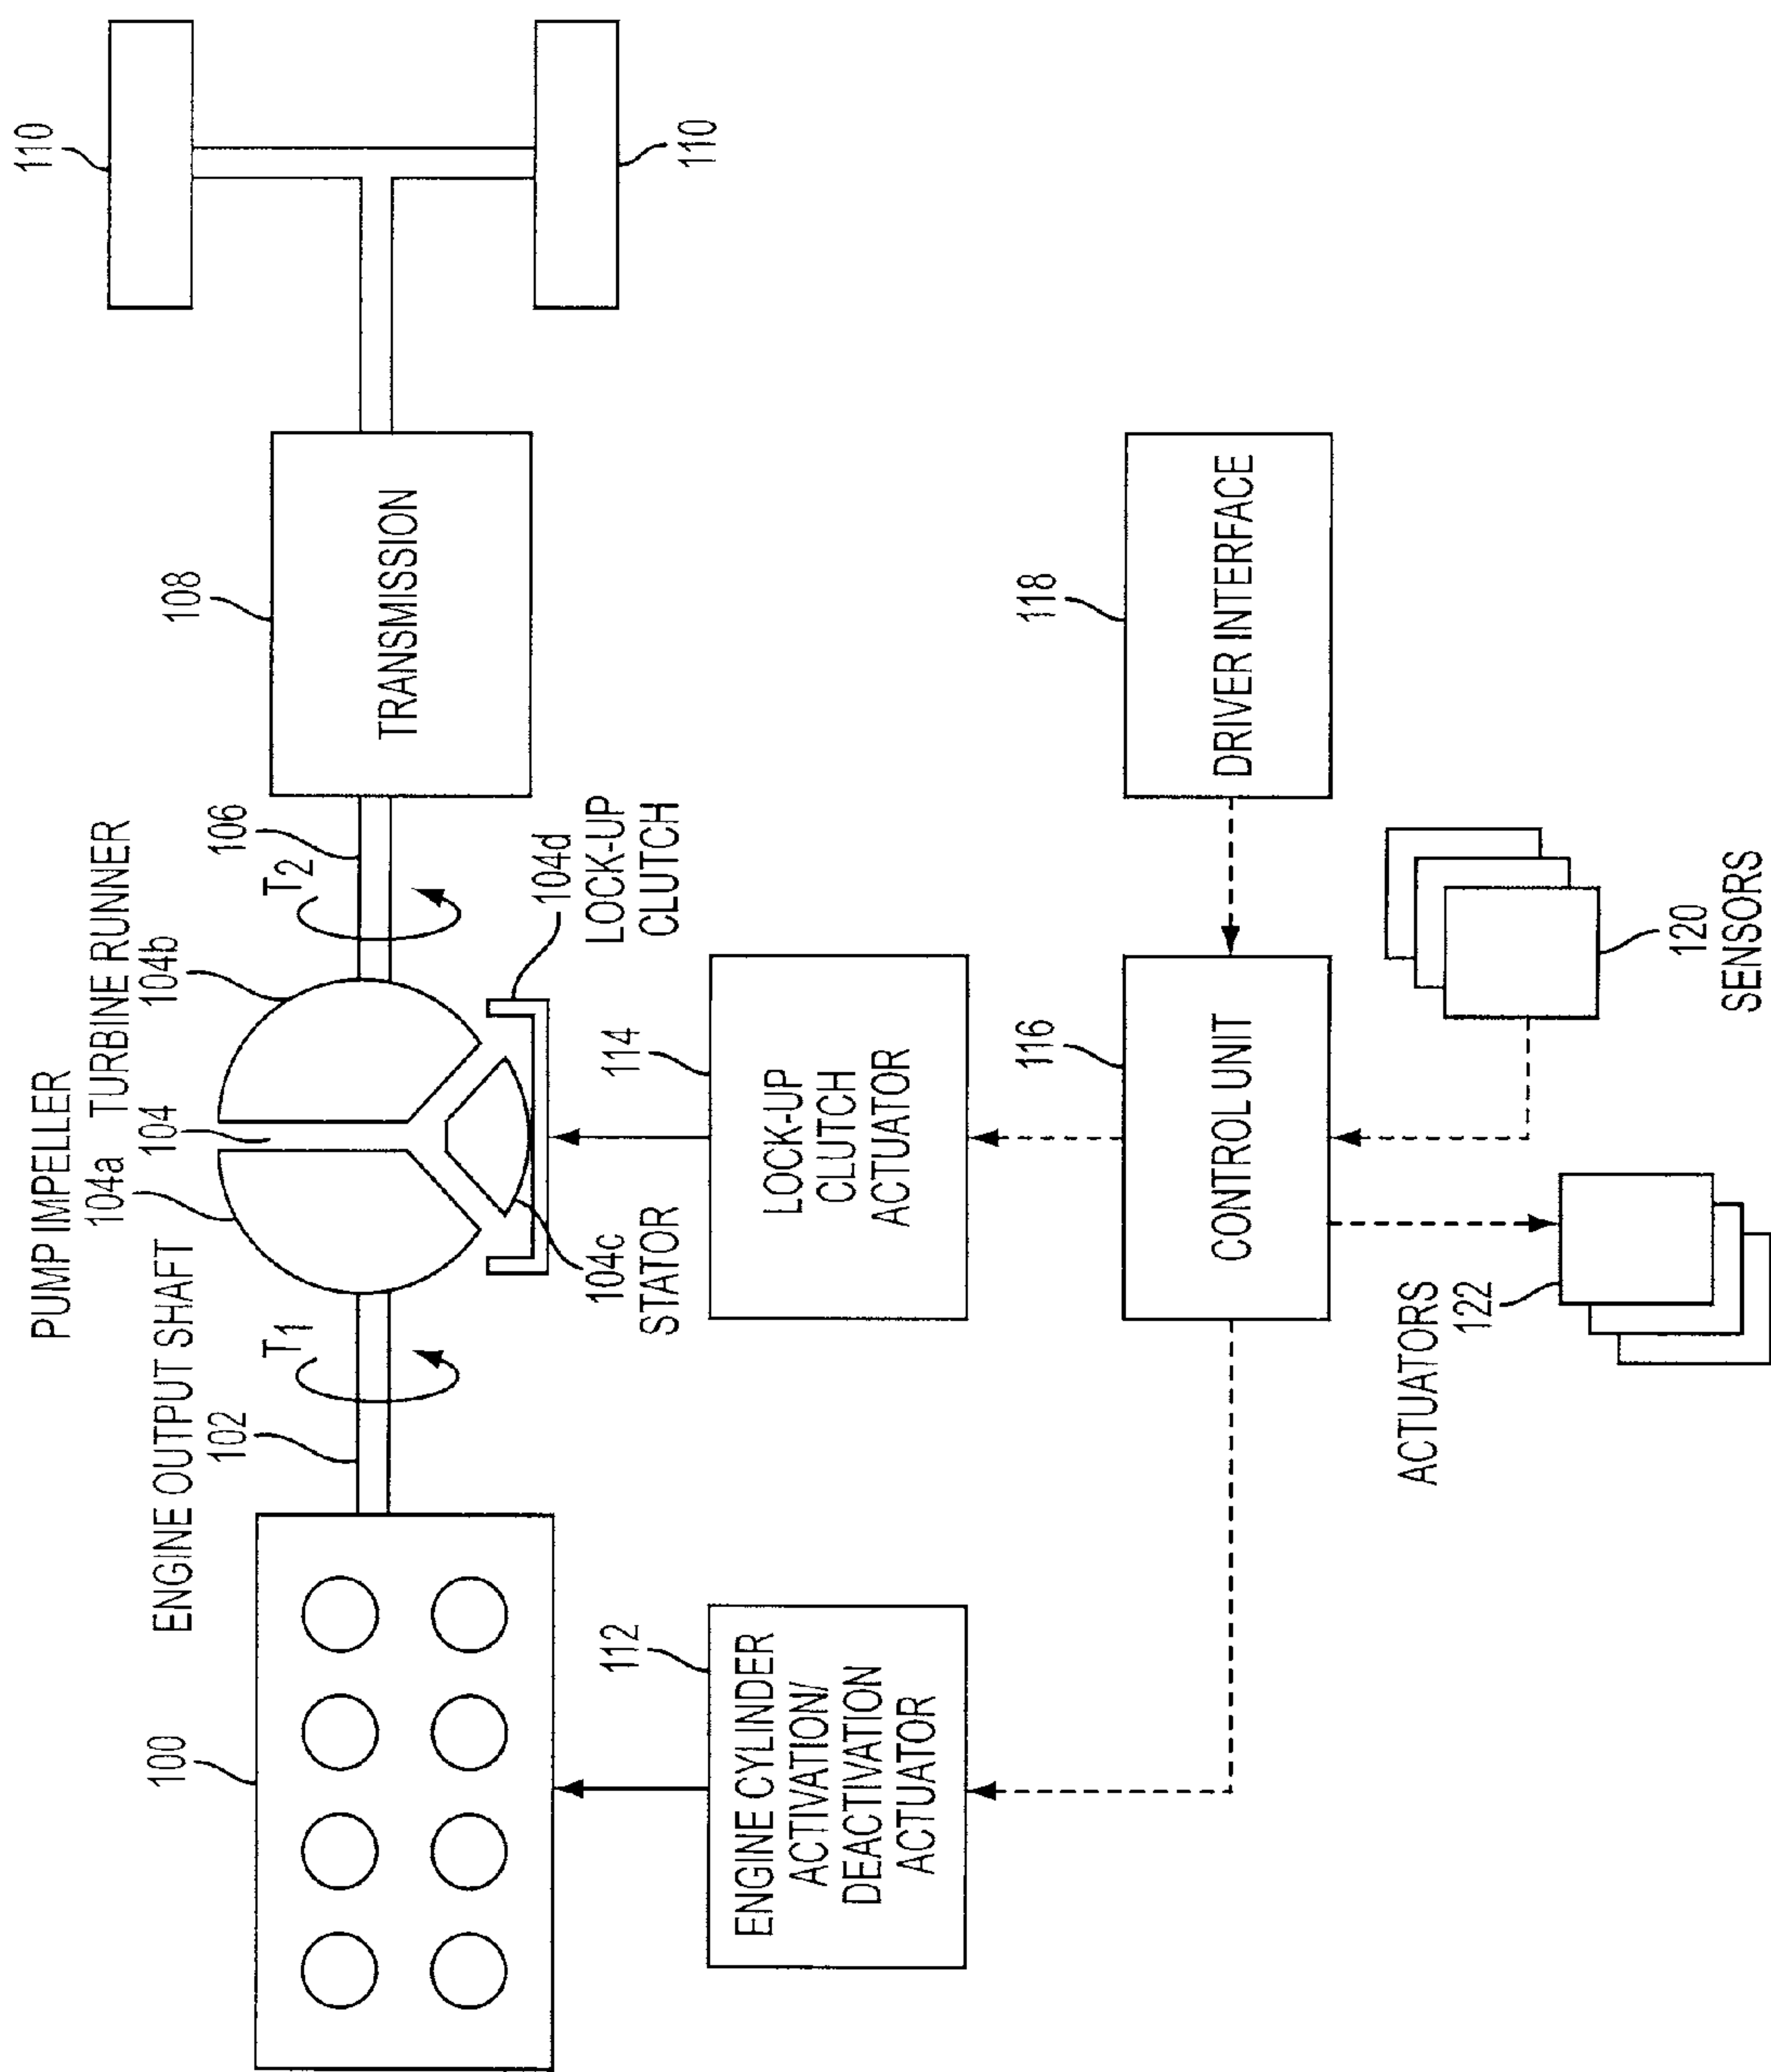 PUMP IMPELLER
104a
TURBINE RUNNER
104b
104
ENGINE OUTPUT SHAFT
102
T1
T2
106
108
TRANSMISSION
110
110
100
104c
STATOR
104d
LOCK-UP
CLUTCH
112
ENGINE CYLINDER
ACTIVATION/
DEACTIVATION
ACTUATOR
114
LOCK-UP
CLUTCH
ACTUATOR
116
CONTROL UNIT
118
DRIVER INTERFACE
ACTUATORS
122
120
SENSORS